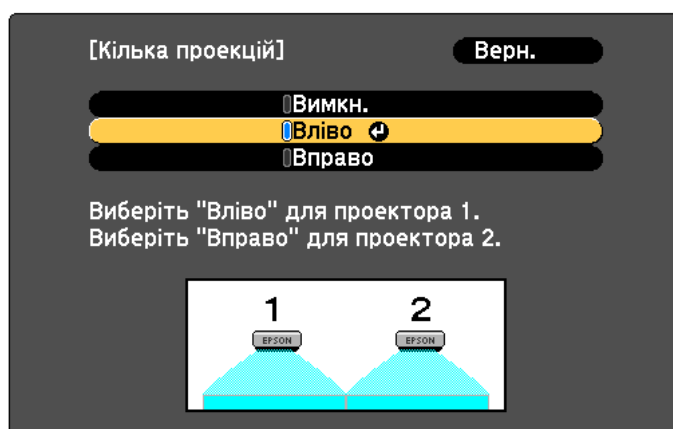 [Кілька проекцій] Верн.
Вимкн.
Вліво
Вправо
Виберіть "Вліво" для проектора 1.
Виберіть "Вправо" для проектора 2.
1 2
EPSON EPSON